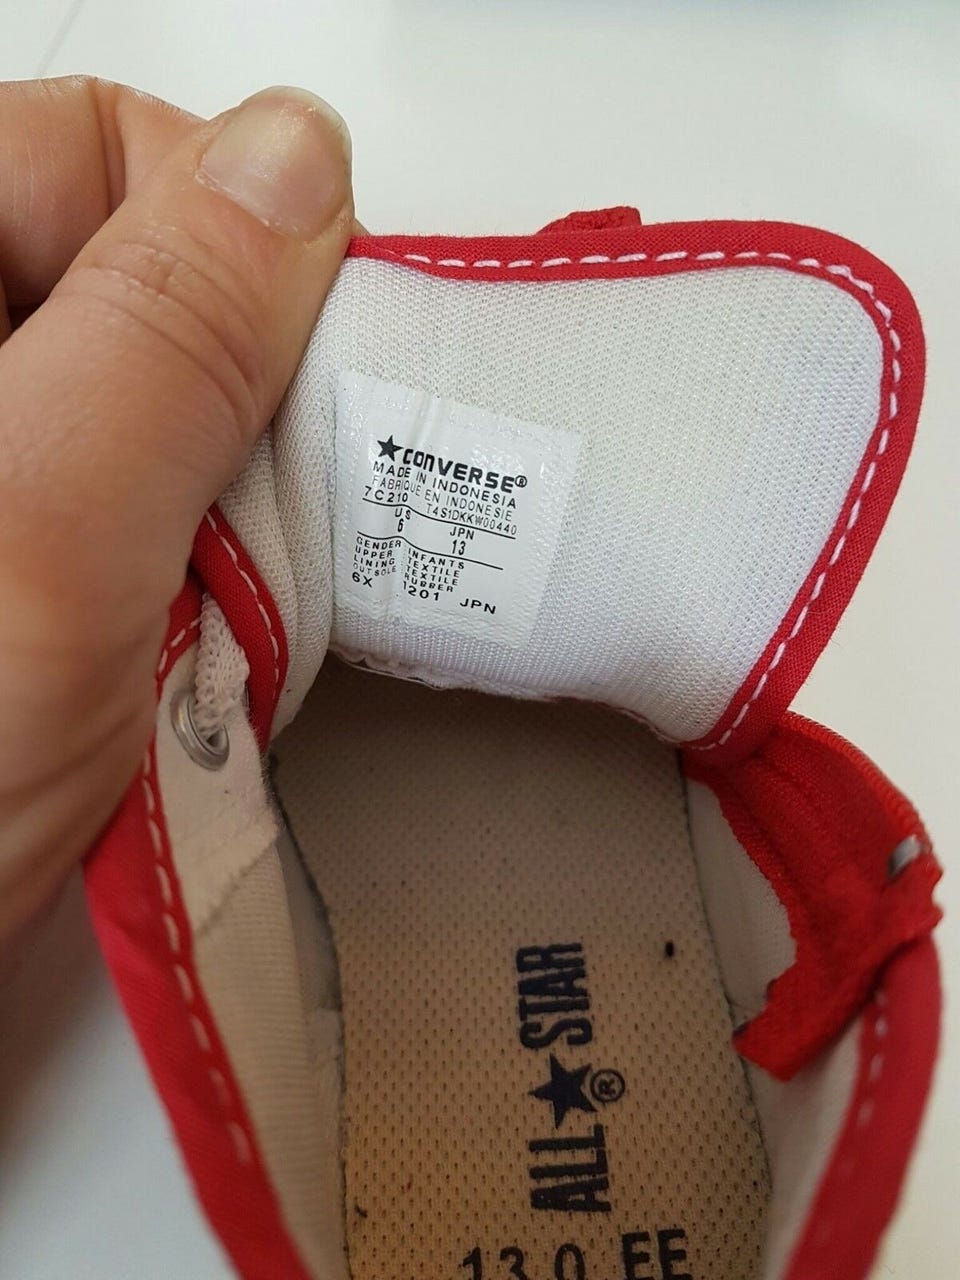 ★CONVERSE®
MADE IN INDONESIA
FABRIQUE EN INDONESIE
7C210 T4S1DKKW00440
US JPN
6 13
GENDER INFANTS
UPPER TEXTILE
LINING TEXTILE
OUTSOLE RUBBER
6X 1201 JPN
ALL★STAR®
13.0 EE